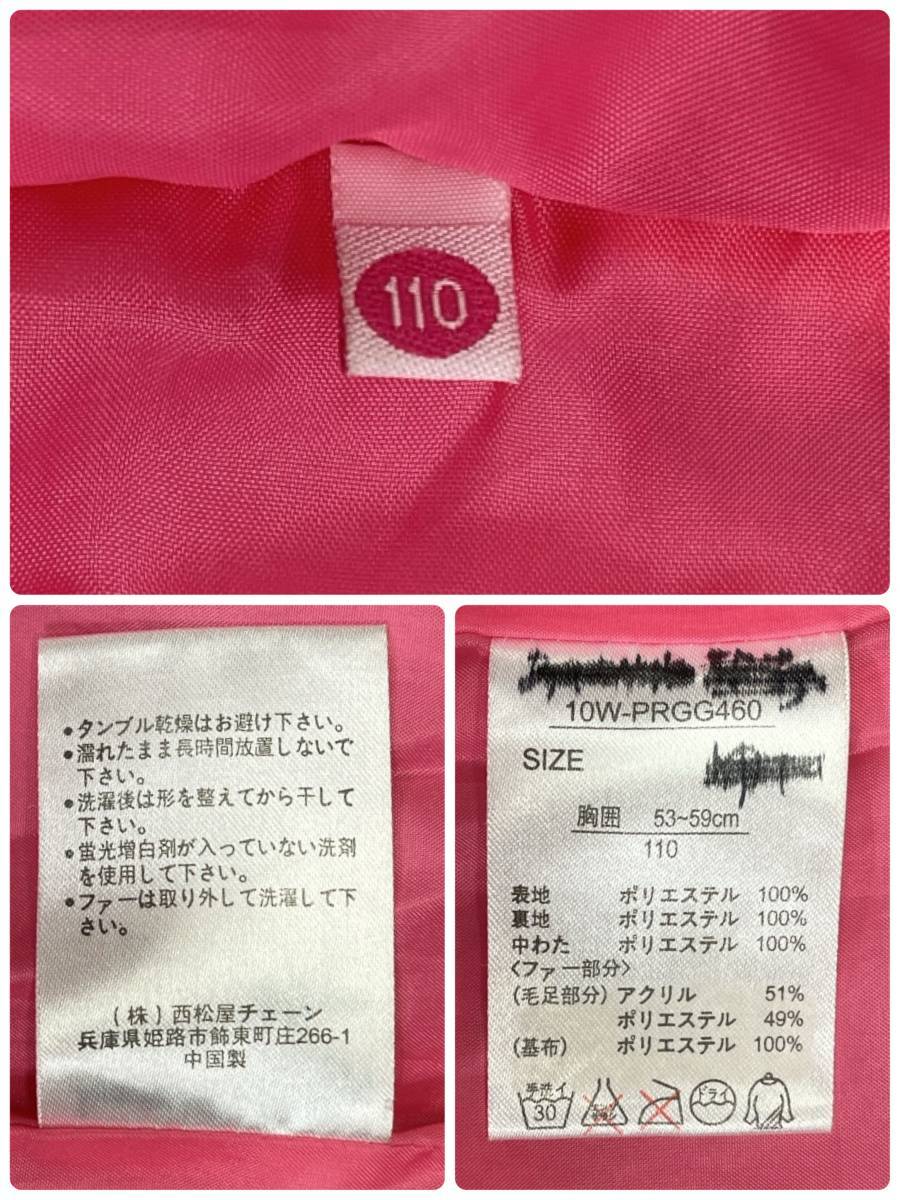 110
●タンブル乾燥はお避け下さい。
●濡れたまま長時間放置しないで
下さい。
●洗濯後は形を整えてから干して
下さい。
●蛍光増白剤が入っていない洗剤
を使用して下さい。
●ファーは取り外して洗濯して下
さい。
(株)西松屋チェーン
兵庫県姫路市飾東町庄266-1
中国製
10W-PRGG460
SIZE
胸囲 53~59cm
110
表地 ポリエステル 100%
裏地 ポリエステル 100%
中わた ポリエステル 100%
<ファー部分>
(毛足部分) アクリル 51%
ポリエステル 49%
(基布) ポリエステル 100%
手洗イ 30 ドライ